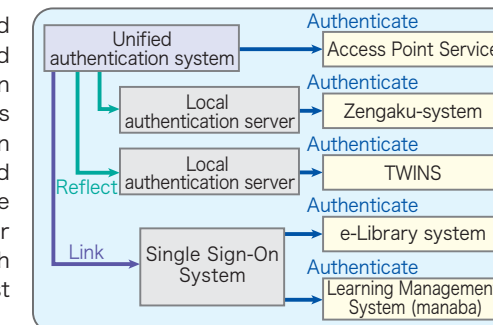 Authenticate
Unified
authentication system
Access Point Service
Authenticate
Local
authentication server
Zengaku-system
Authenticate
Local
authentication server
TWINS
Reflect
Authenticate
e-Library system
Link
Single Sign-On
System
Authenticate
Learning Managemen
System (manaba)